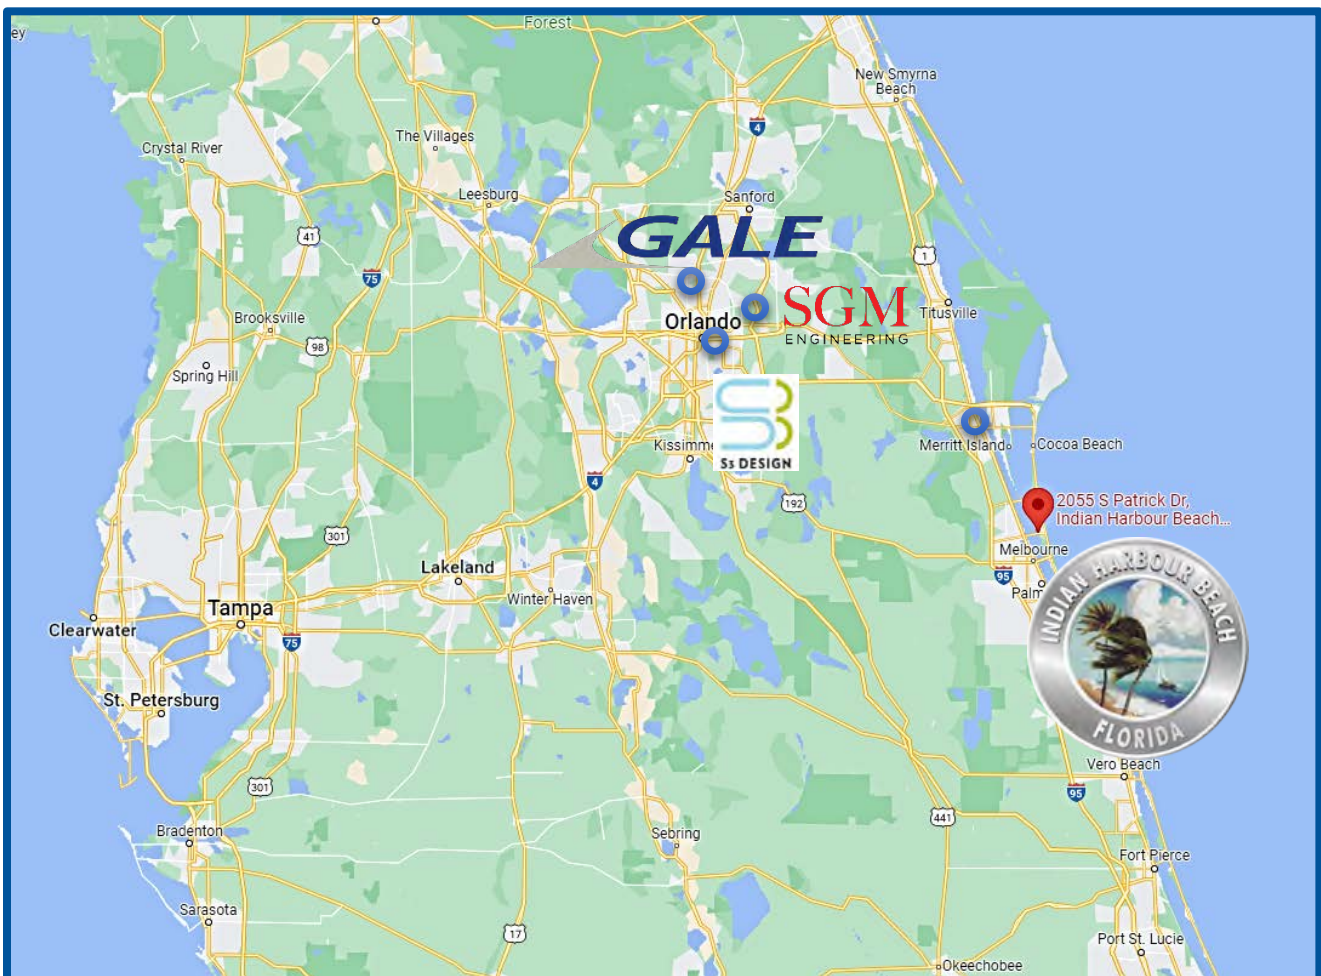 ey
Forest
New Smyrna
Beach
4
The Villages
Crystal River
Leesburg
Sanford
GALE
41
1
75
SGM
ENGINEERING
Titusville
Brooksville
Orlando
98
Spring Hill
S3 DESIGN
Kissimme
Merritt Island
Cocoa Beach
4
192
2055 S Patrick Dr,
Indian Harbour Beach...
301
Melbourne
Lakeland
95
Palm
Winter Haven
Tampa
Clearwater
75
INDIAN HARBOUR BEACH
FLORIDA
St. Petersburg
Vero Beach
301
95
441
Bradenton
Sebring
Fort Pierce
Sarasota
17
Port St. Lucie
Okeechobee